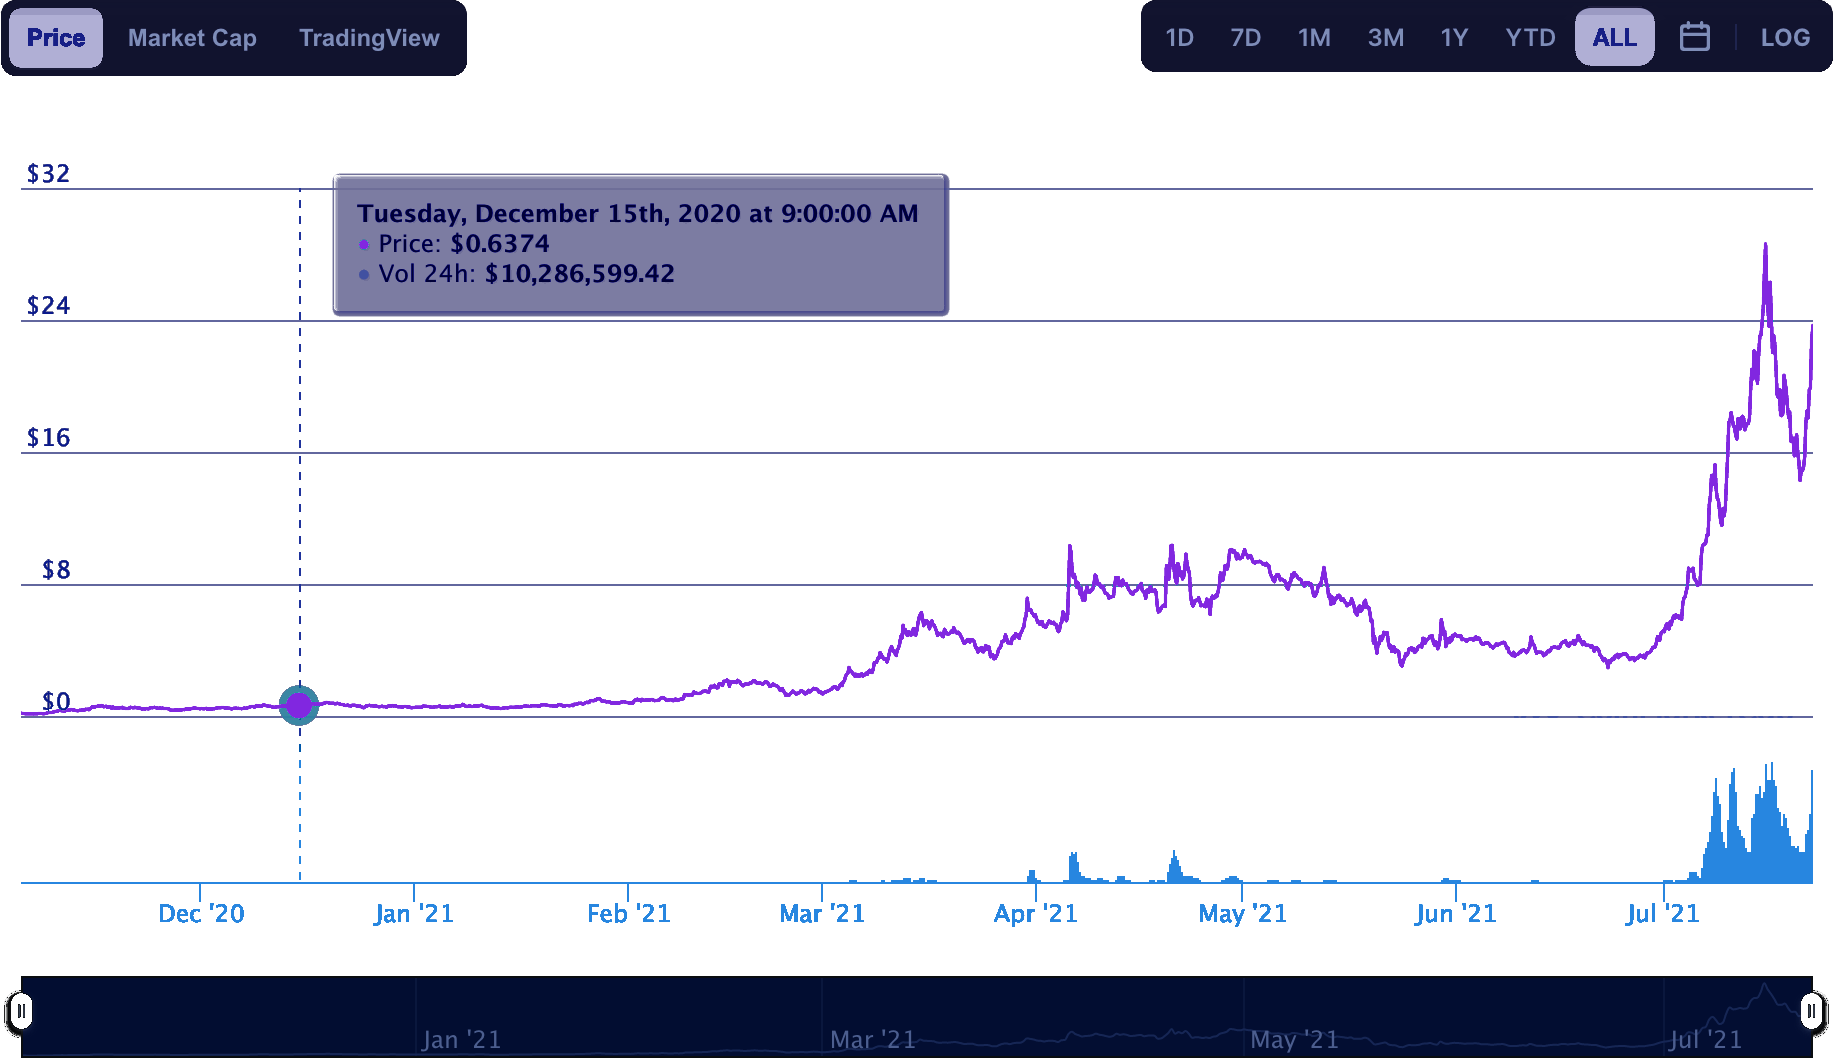 Price Market Cap TradingView 1D 7D 1M 3M 1Y YTD ALL LOG
$32
Tuesday, December 15th, 2020 at 9:00:00 AM
Price: $0.6374
Vol 24h: $10,286,599.42
$24
$16
$8
$0
Dec '20 Jan '21 Feb '21 Mar '21 Apr '21 May '21 Jun '21 Jul '21
Jan '21 Mar '21 May '21 Jul '21